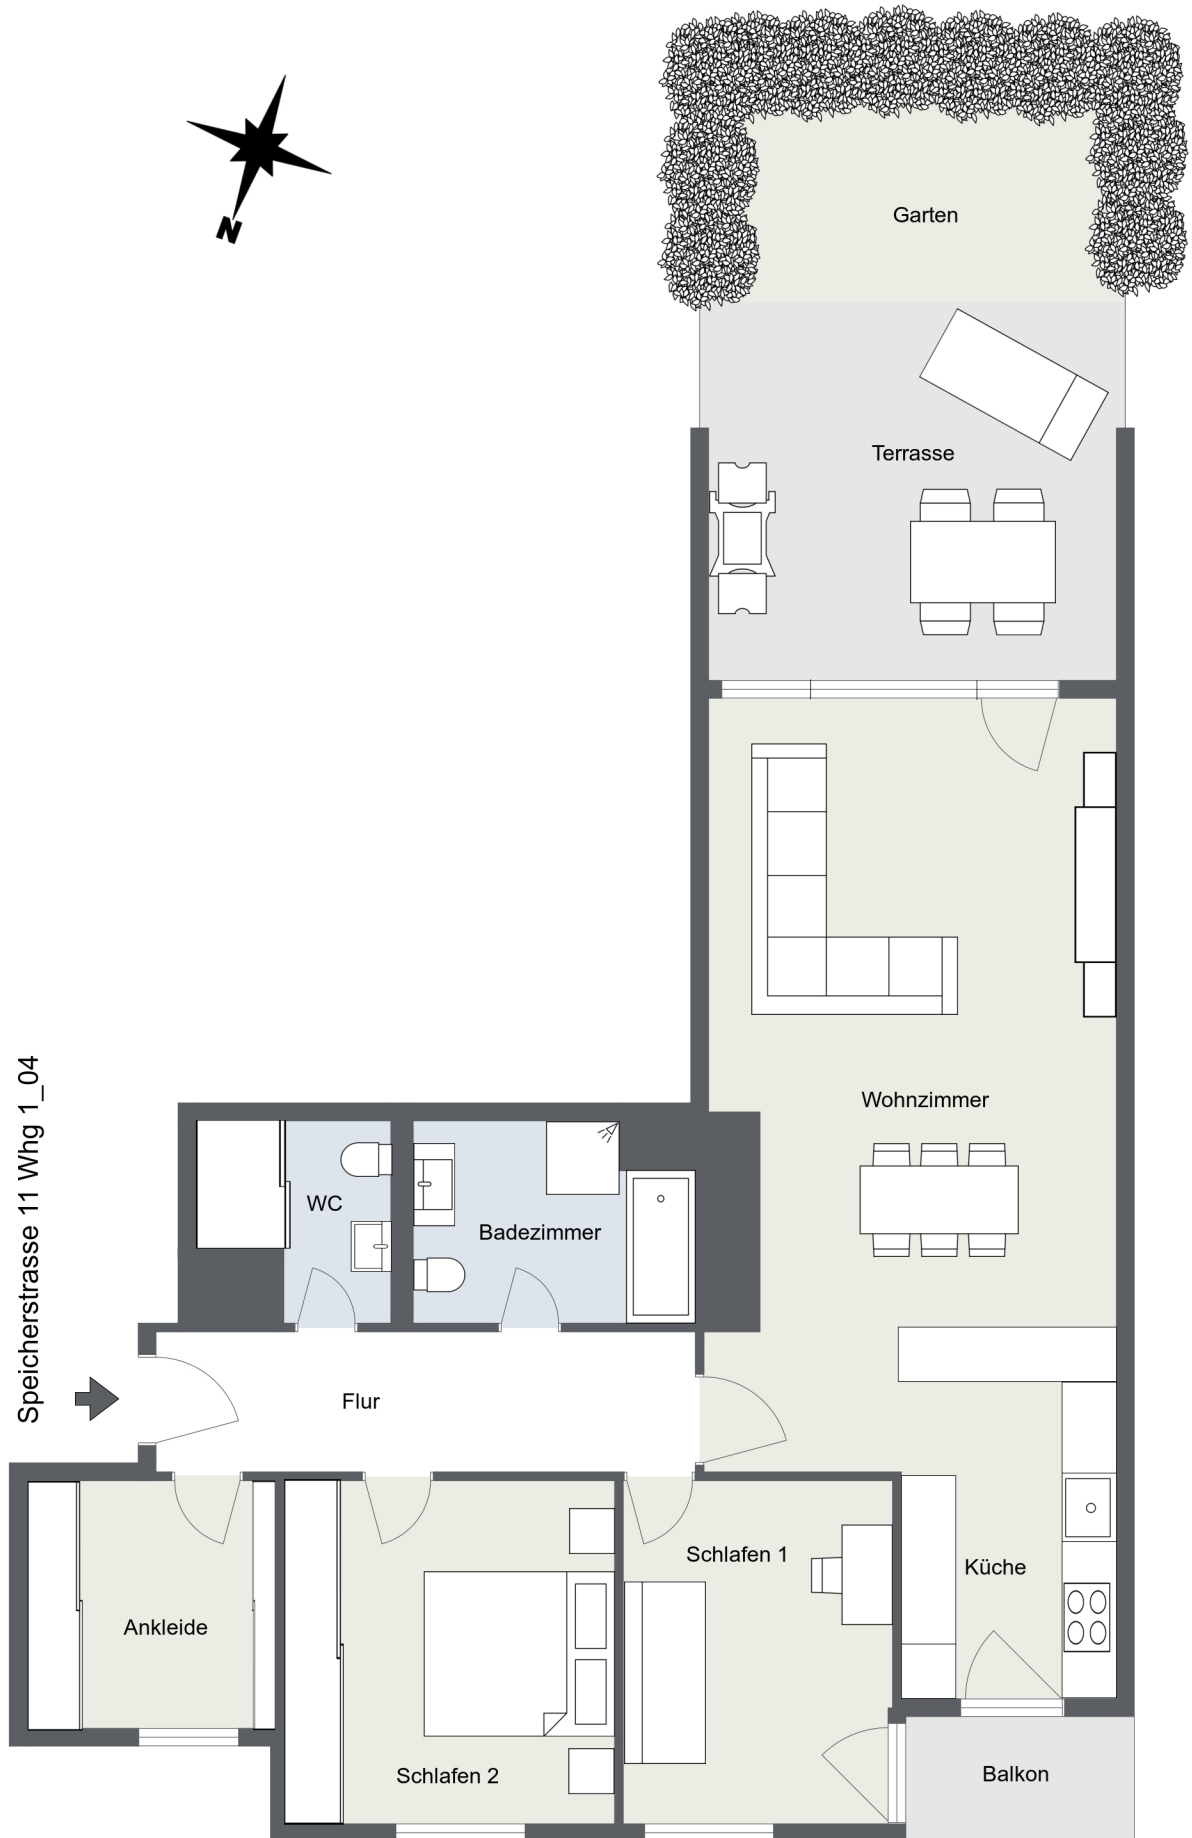 N
Garten
Terrasse
Wohnzimmer
WC
Badezimmer
Speicherstrasse 11 Whg 1_04
Flur
Schlafen 1
Küche
Ankleide
Schlafen 2
Balkon